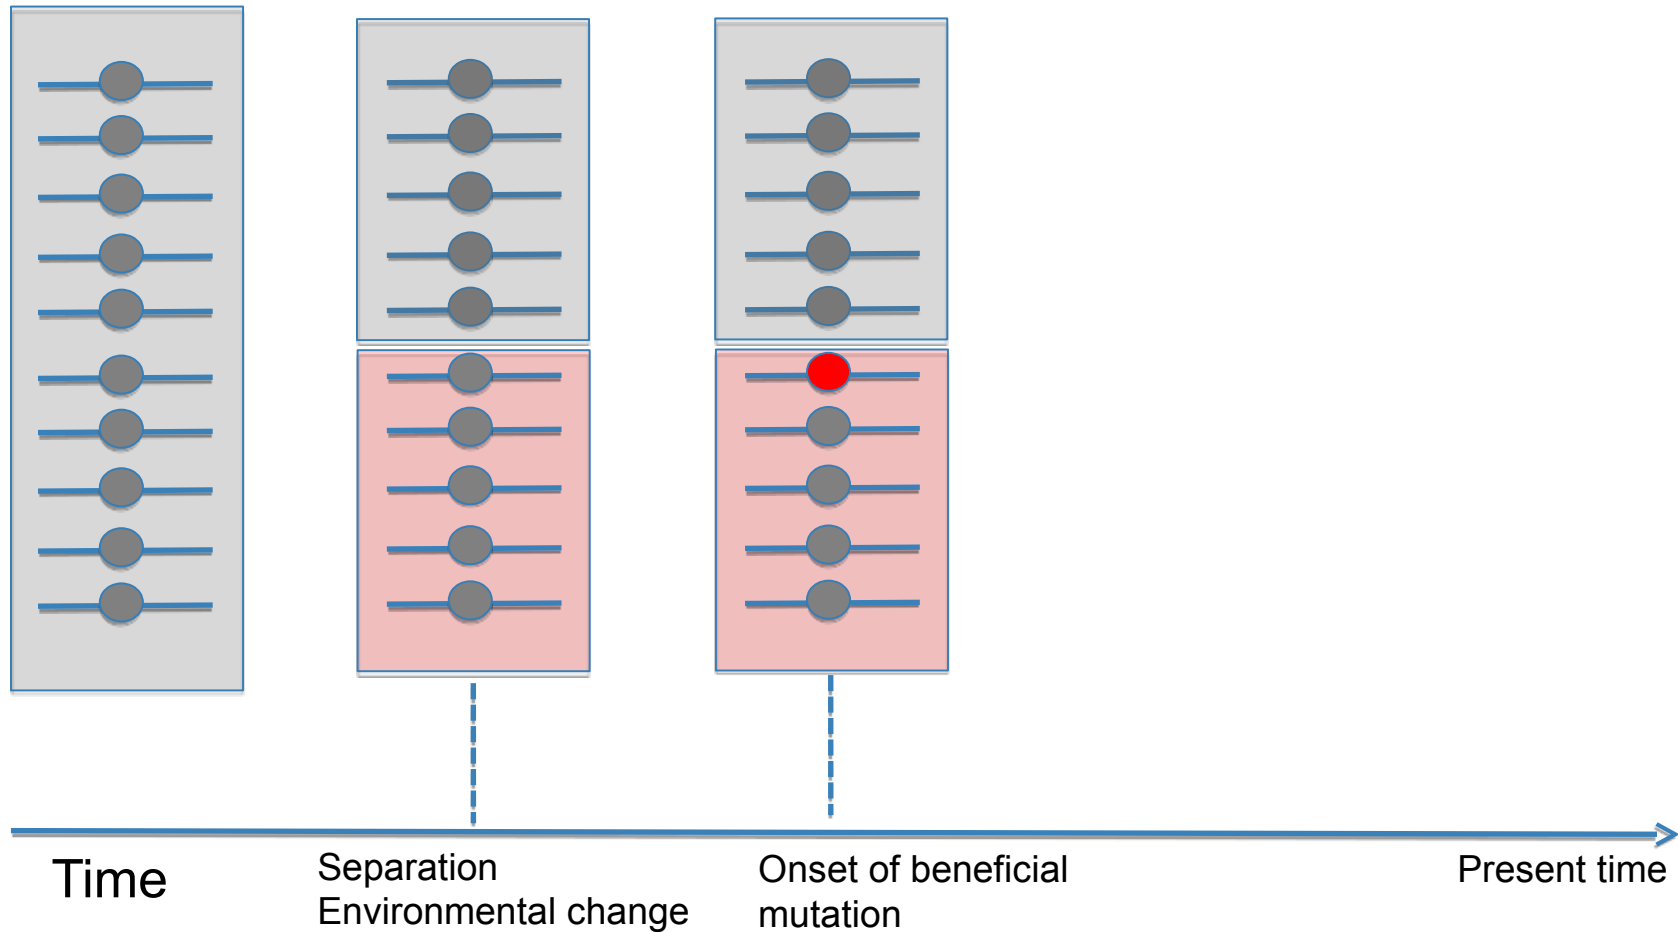 Time
Separation
Environmental change
Onset of beneficial
mutation
Present time